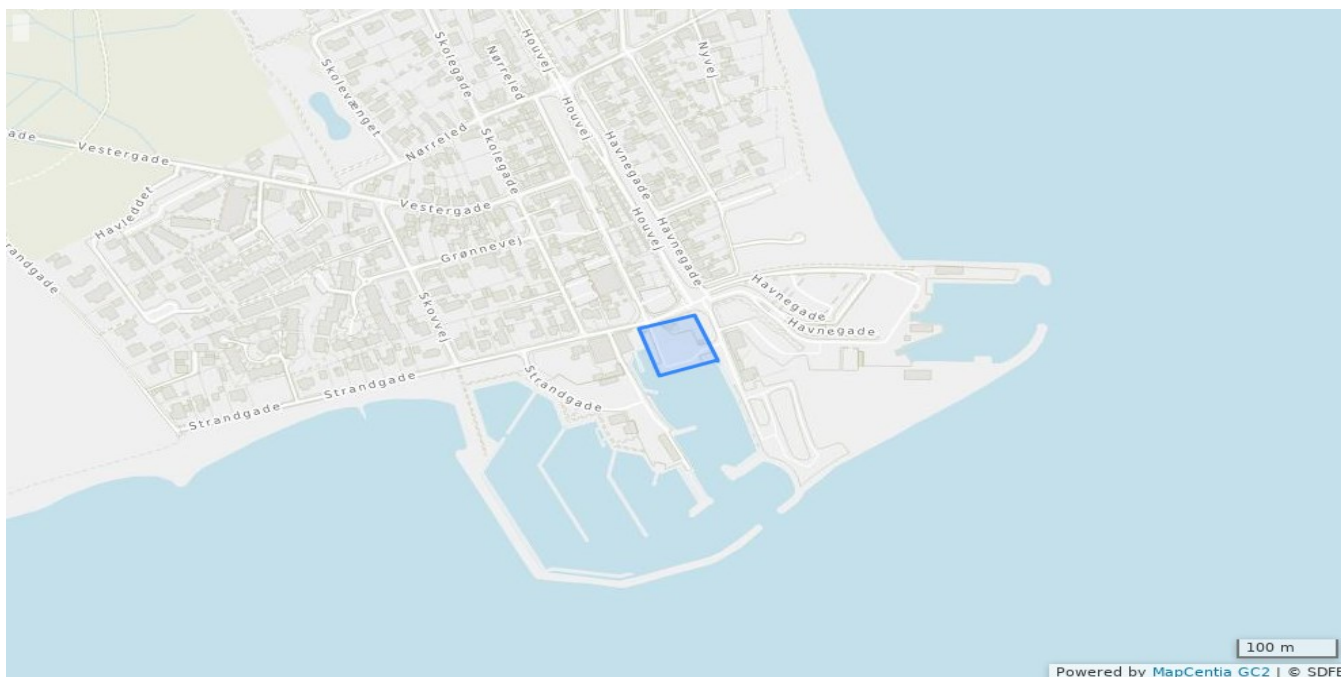 Houvej
Skolegade
Nørreled
Nyvej
Skolevænget
Houvej
Havnegade
ade
Vestergade
Nørreled
Skolegade
Havleddet
Vestergade
Houvej
Havnegade
Grønnevej
randgade
Skovvej
Havnegade
Havnegade
Strandgade
Strandgade
Strandgade
100 m
Powered by MapCentia GC2 | © SDFE